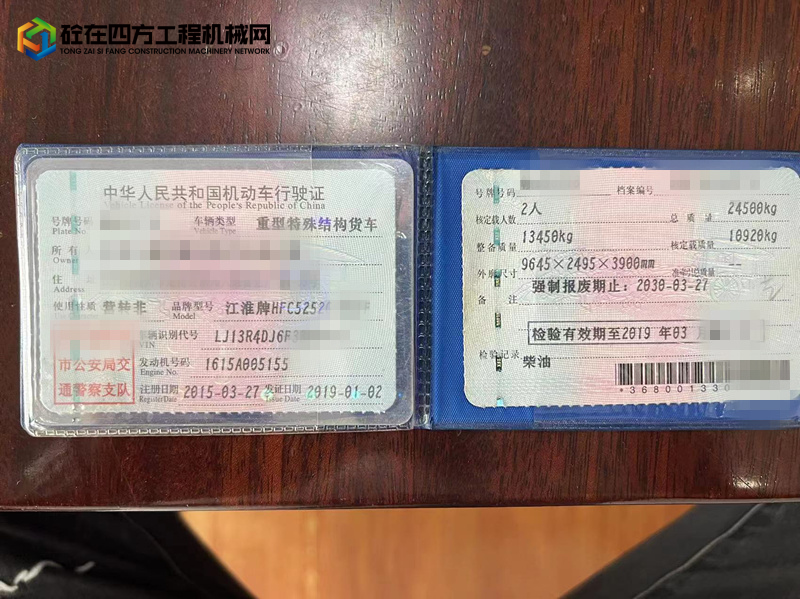 砼在四方工程机械网
TONG ZAI SI FANG CONSTRUCTION MACHINERY NETWORK
中华人民共和国机动车行驶证
Vehicle License of the People's Republic of China
号牌号码
Plate No.
车辆类型 重型特殊结构货车
Vehicle Type
所有
Owner
住
Address
使用性质 营转非 品牌型号 江淮牌HFC525
Model
车辆识别代号 LJ13R4DJ6F
VIN
市公安局交
通警察支队
发动机号码 1615A005155
Engine No.
注册日期 2015-03-27 发证日期 2019-01-02
Register Date Issue Date
号牌号码 档案编号
核定载人数 2人 总质量 24500kg
整备质量 13450kg 核定载质量 10920kg
外廓尺寸 9645×2495×3900mm 准牵引总质量 --
备注 强制报废期止：2030-03-27
检验有效期至2019 年03
检验记录
柴油
*368001330